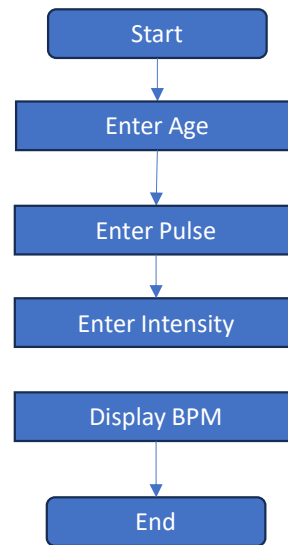 Start
Enter Age
Enter Pulse
Enter Intensity
Display BPM
End